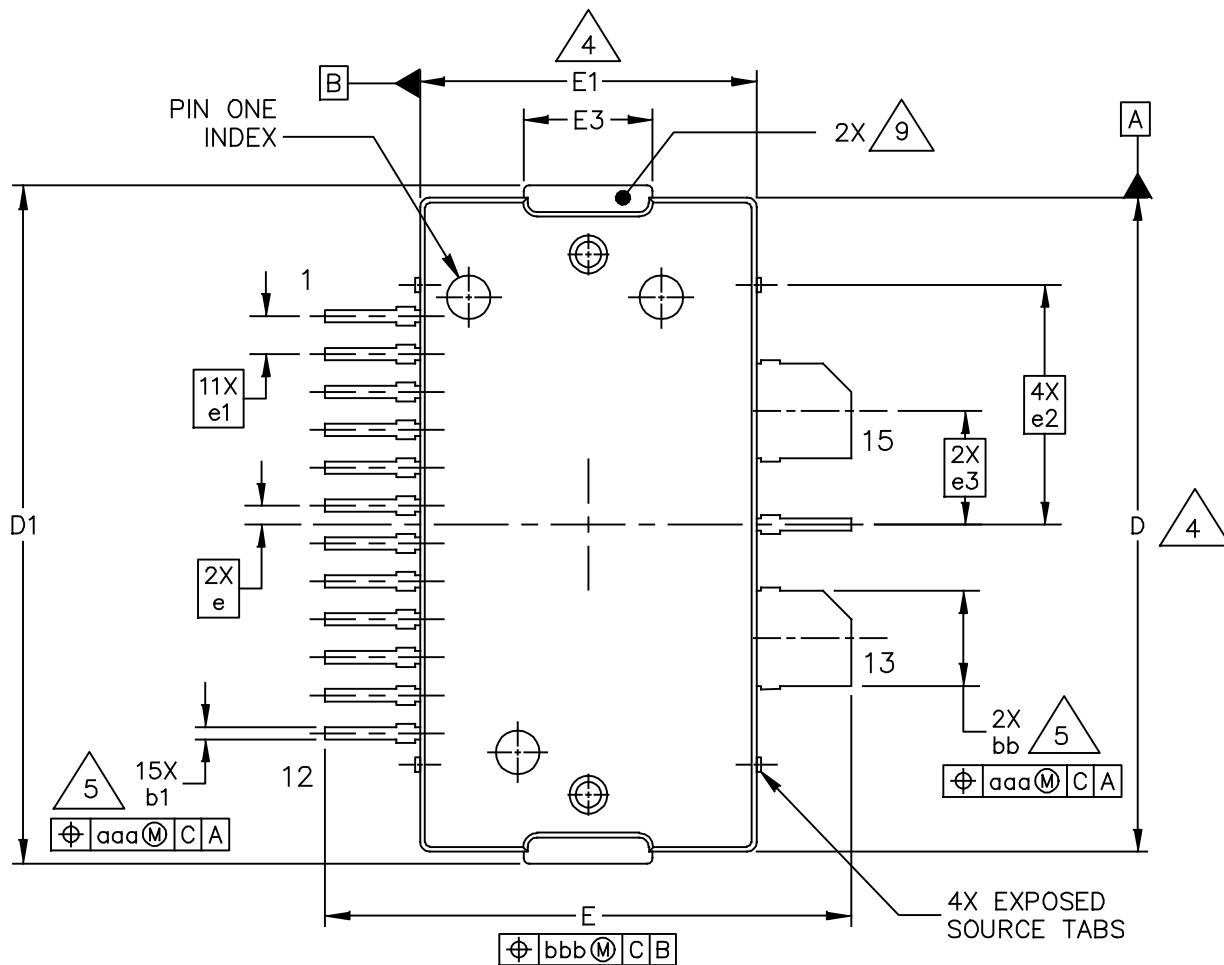 4
B
E1
PIN ONE
INDEX
E3
2X 9
A
1
11X
e1
4X
e2
15
2X
e3
D1
D 4
2X
e
13
2X
bb 5
⌖ aaa Ⓜ C A
5 15X
b1
12
⌖ aaa Ⓜ C A
E
⌖ bbb Ⓜ C B
4X EXPOSED
SOURCE TABS